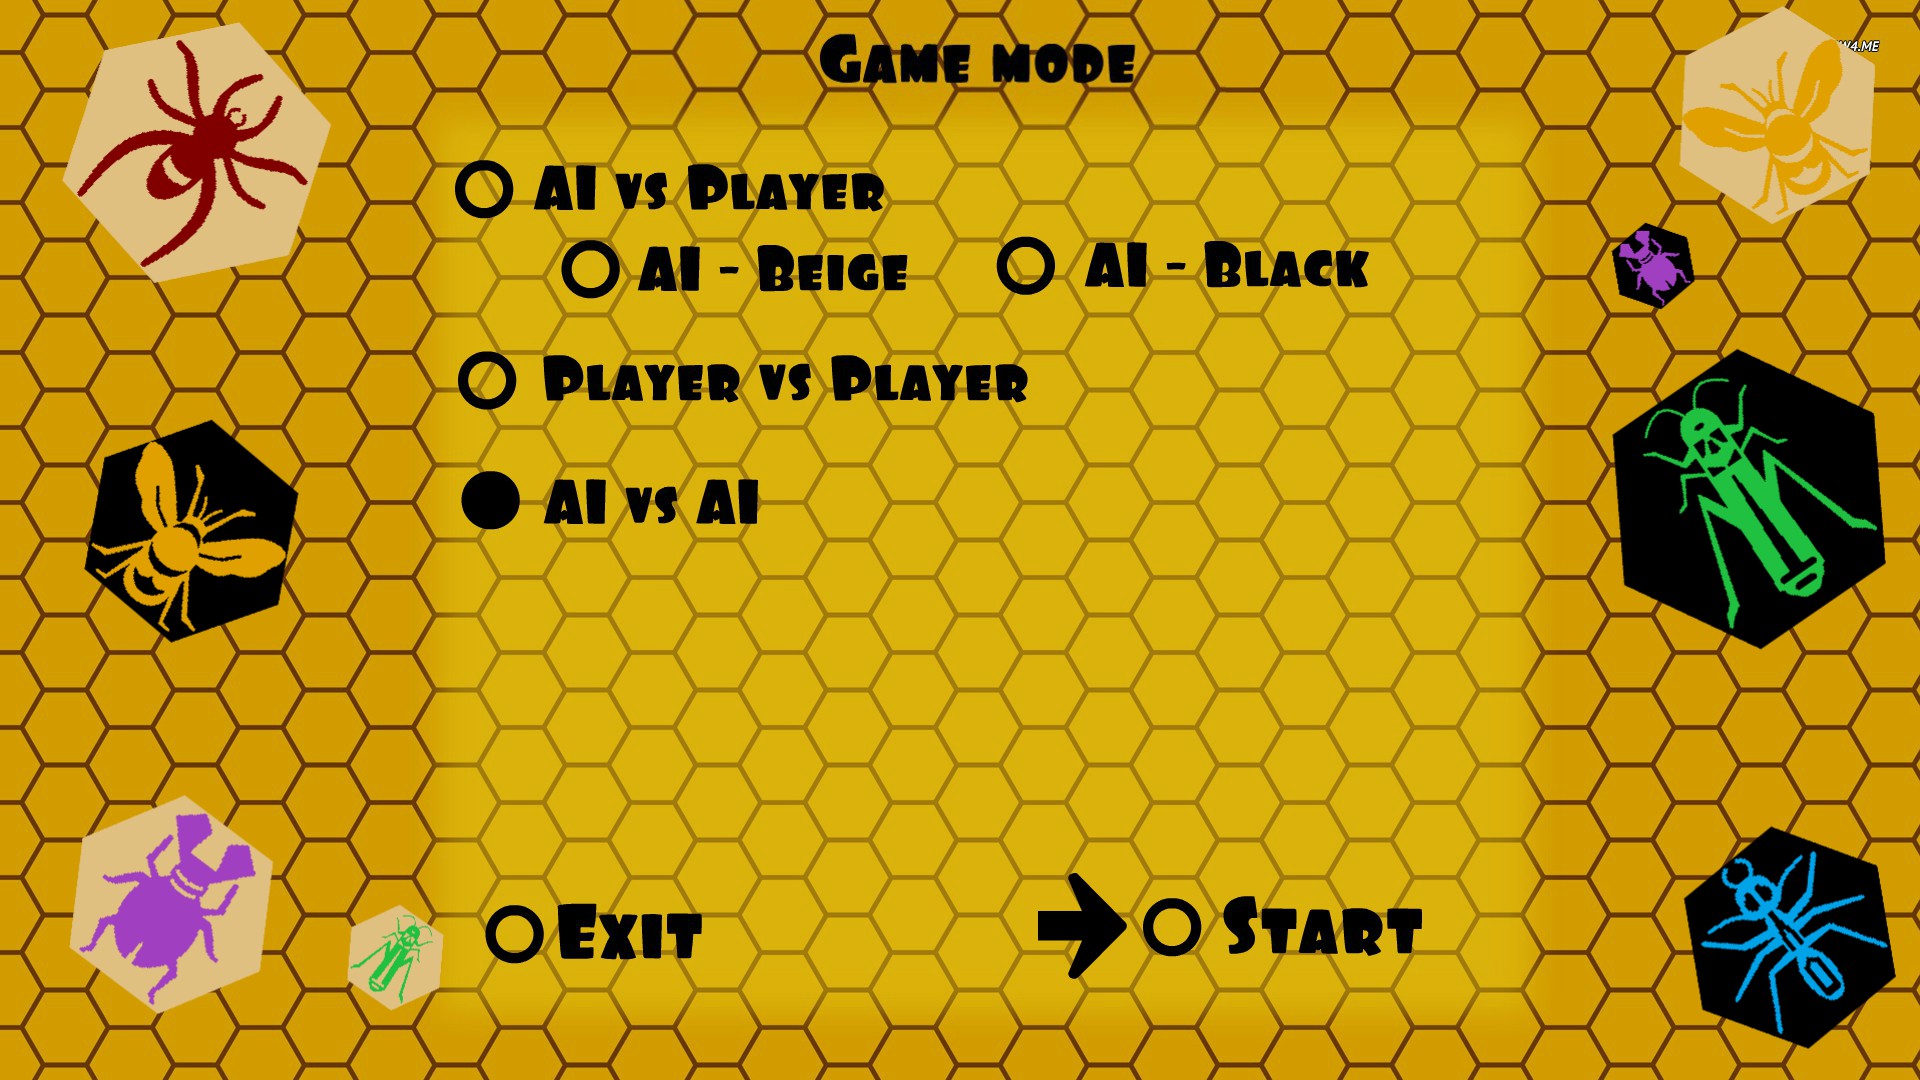 Game mode
AI vs Player
AI - Beige
AI - Black
Player vs Player
AI vs AI
Exit
Start